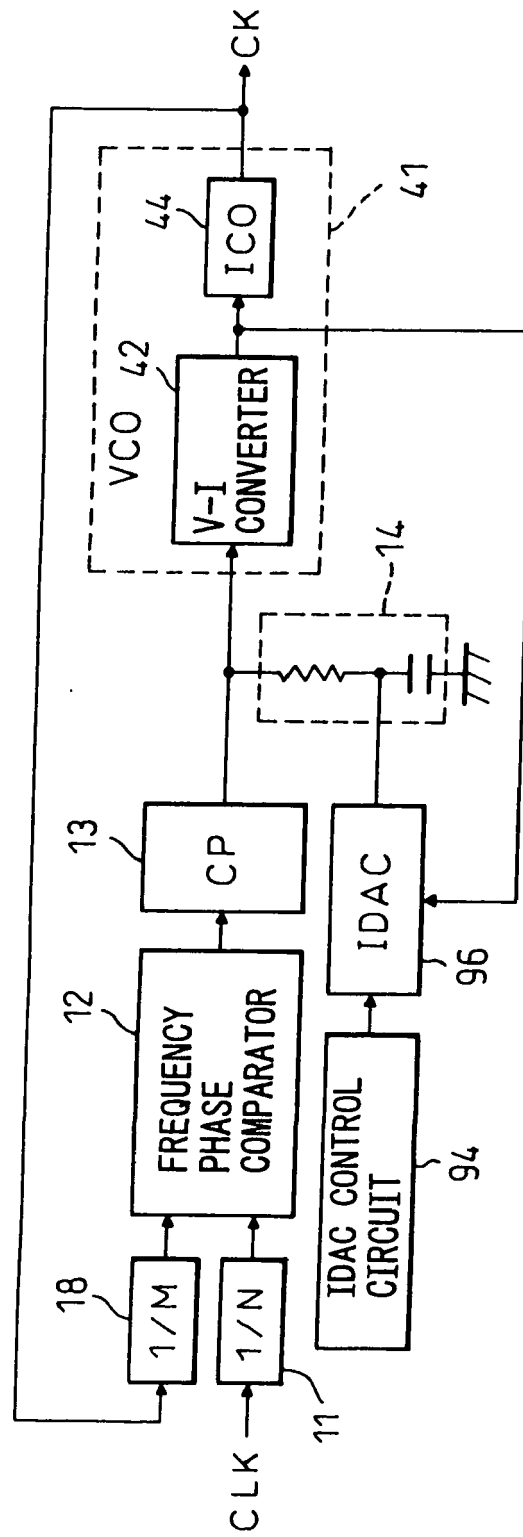 CLK
11
1/N
18
1/M
12
FREQUENCY
PHASE
COMPARATOR
13
CP
14
VCO
42
V-I
CONVERTER
44
ICO
41
CK
IDAC CONTROL
CIRCUIT
94
IDAC
96